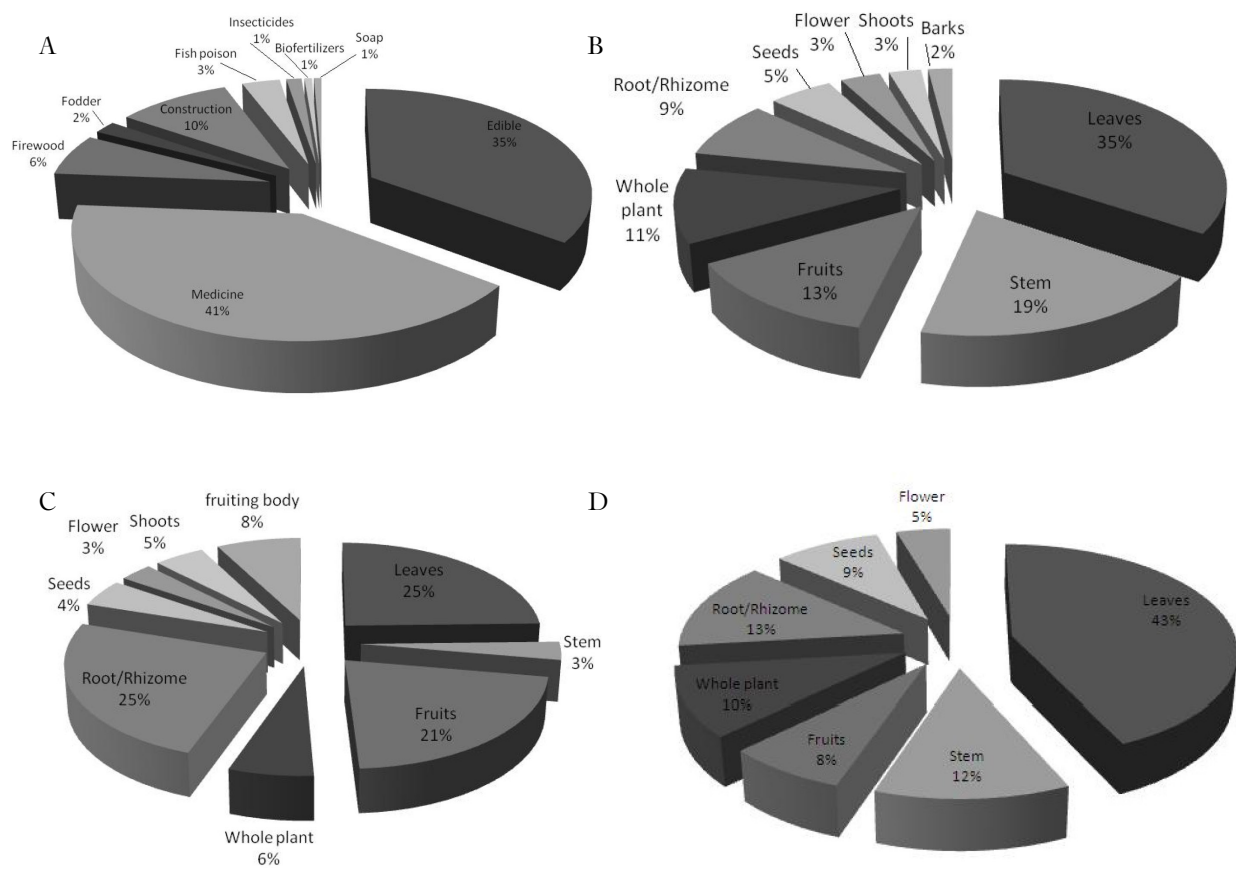 A
Insecticides
1%
Biofertilizers
1%
Soap
1%
Fish poison
3%
Fodder
2%
Construction
10%
Firewood
6%
Edible
35%
Medicine
41%
B
Flower
3%
Shoots
3%
Barks
2%
Seeds
5%
Root/Rhizome
9%
Whole
plant
11%
Leaves
35%
Fruits
13%
Stem
19%
C
fruiting body
8%
Flower
3%
Shoots
5%
Seeds
4%
Leaves
25%
Stem
3%
Root/Rhizome
25%
Fruits
21%
Whole plant
6%
D
Flower
5%
Seeds
9%
Leaves
43%
Root/Rhizome
13%
Whole plant
10%
Fruits
8%
Stem
12%